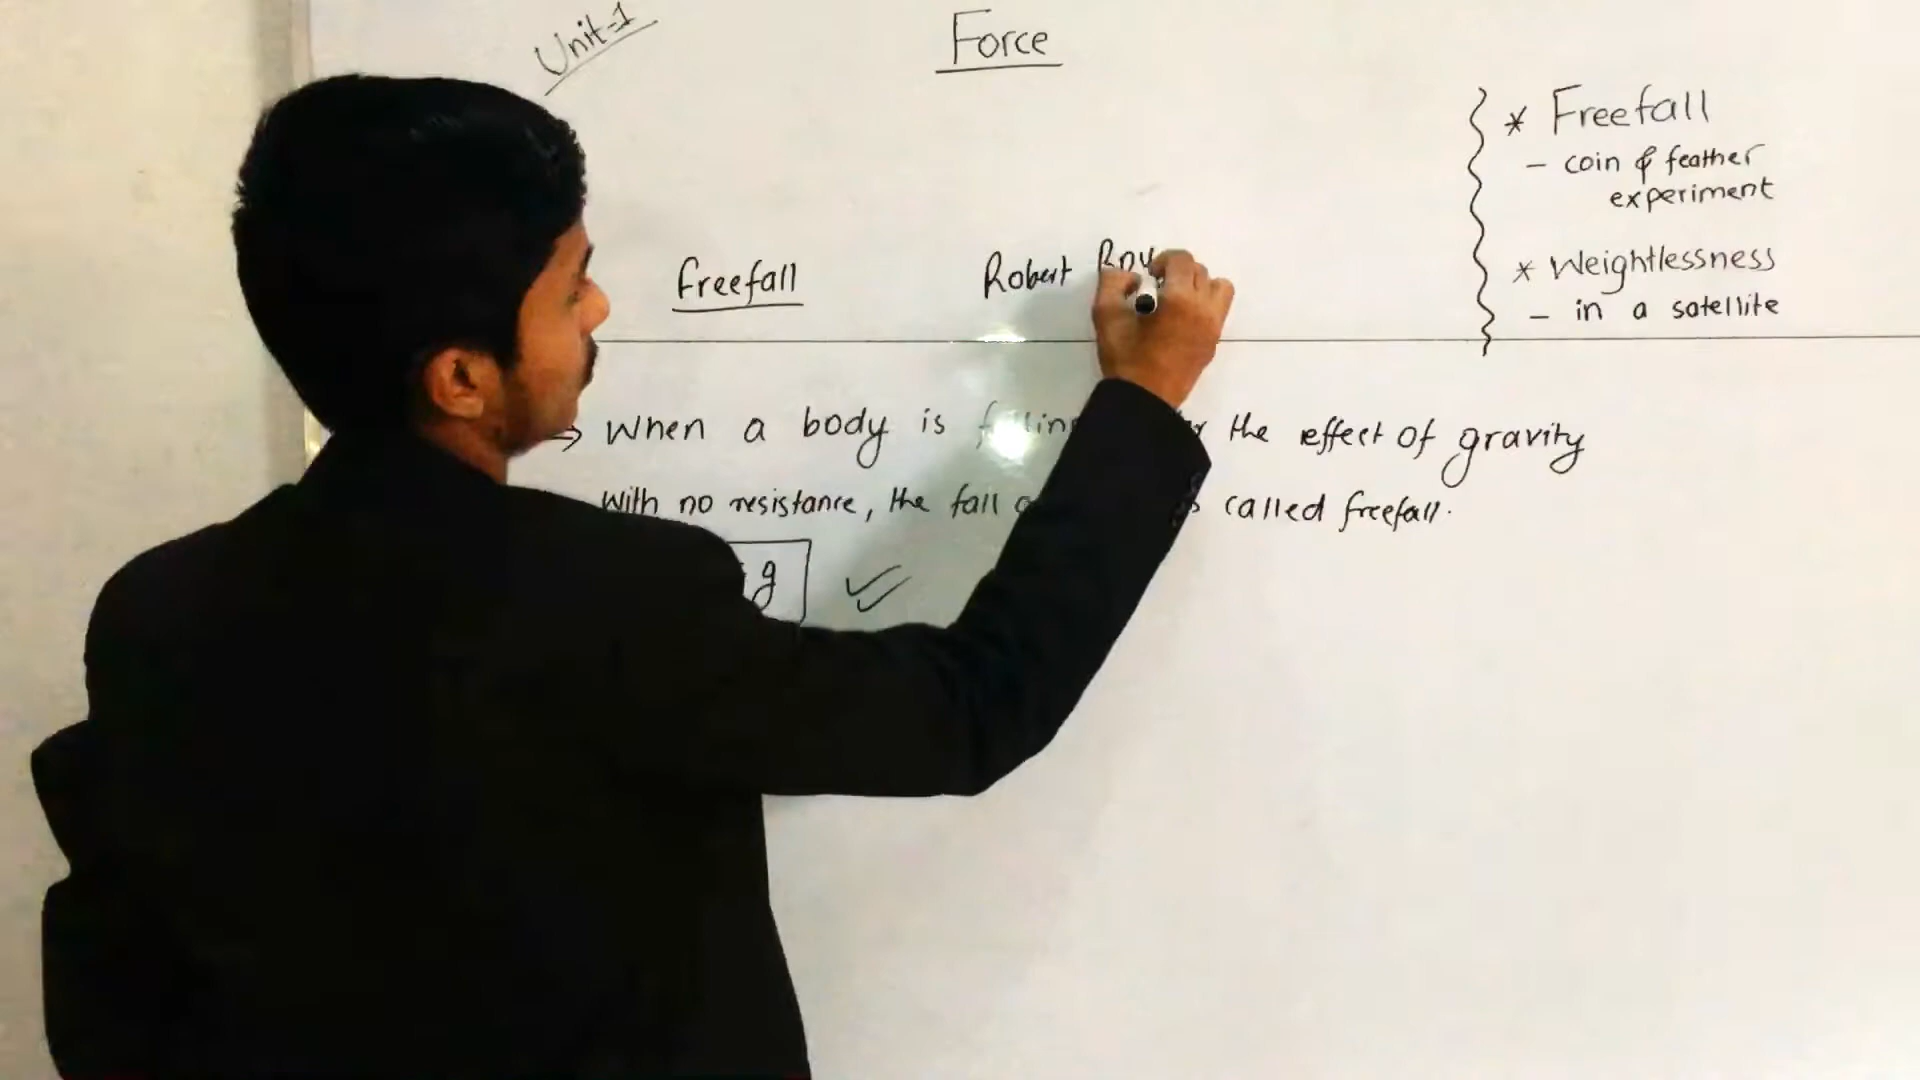 Unit-1
Force
* Freefall
- coin & feather
experiment
* Weightlessness
- in a satellite
freefall
Robert
⇒ When a body is the effect of gravity
with no resistance, the fall called freefall.
g